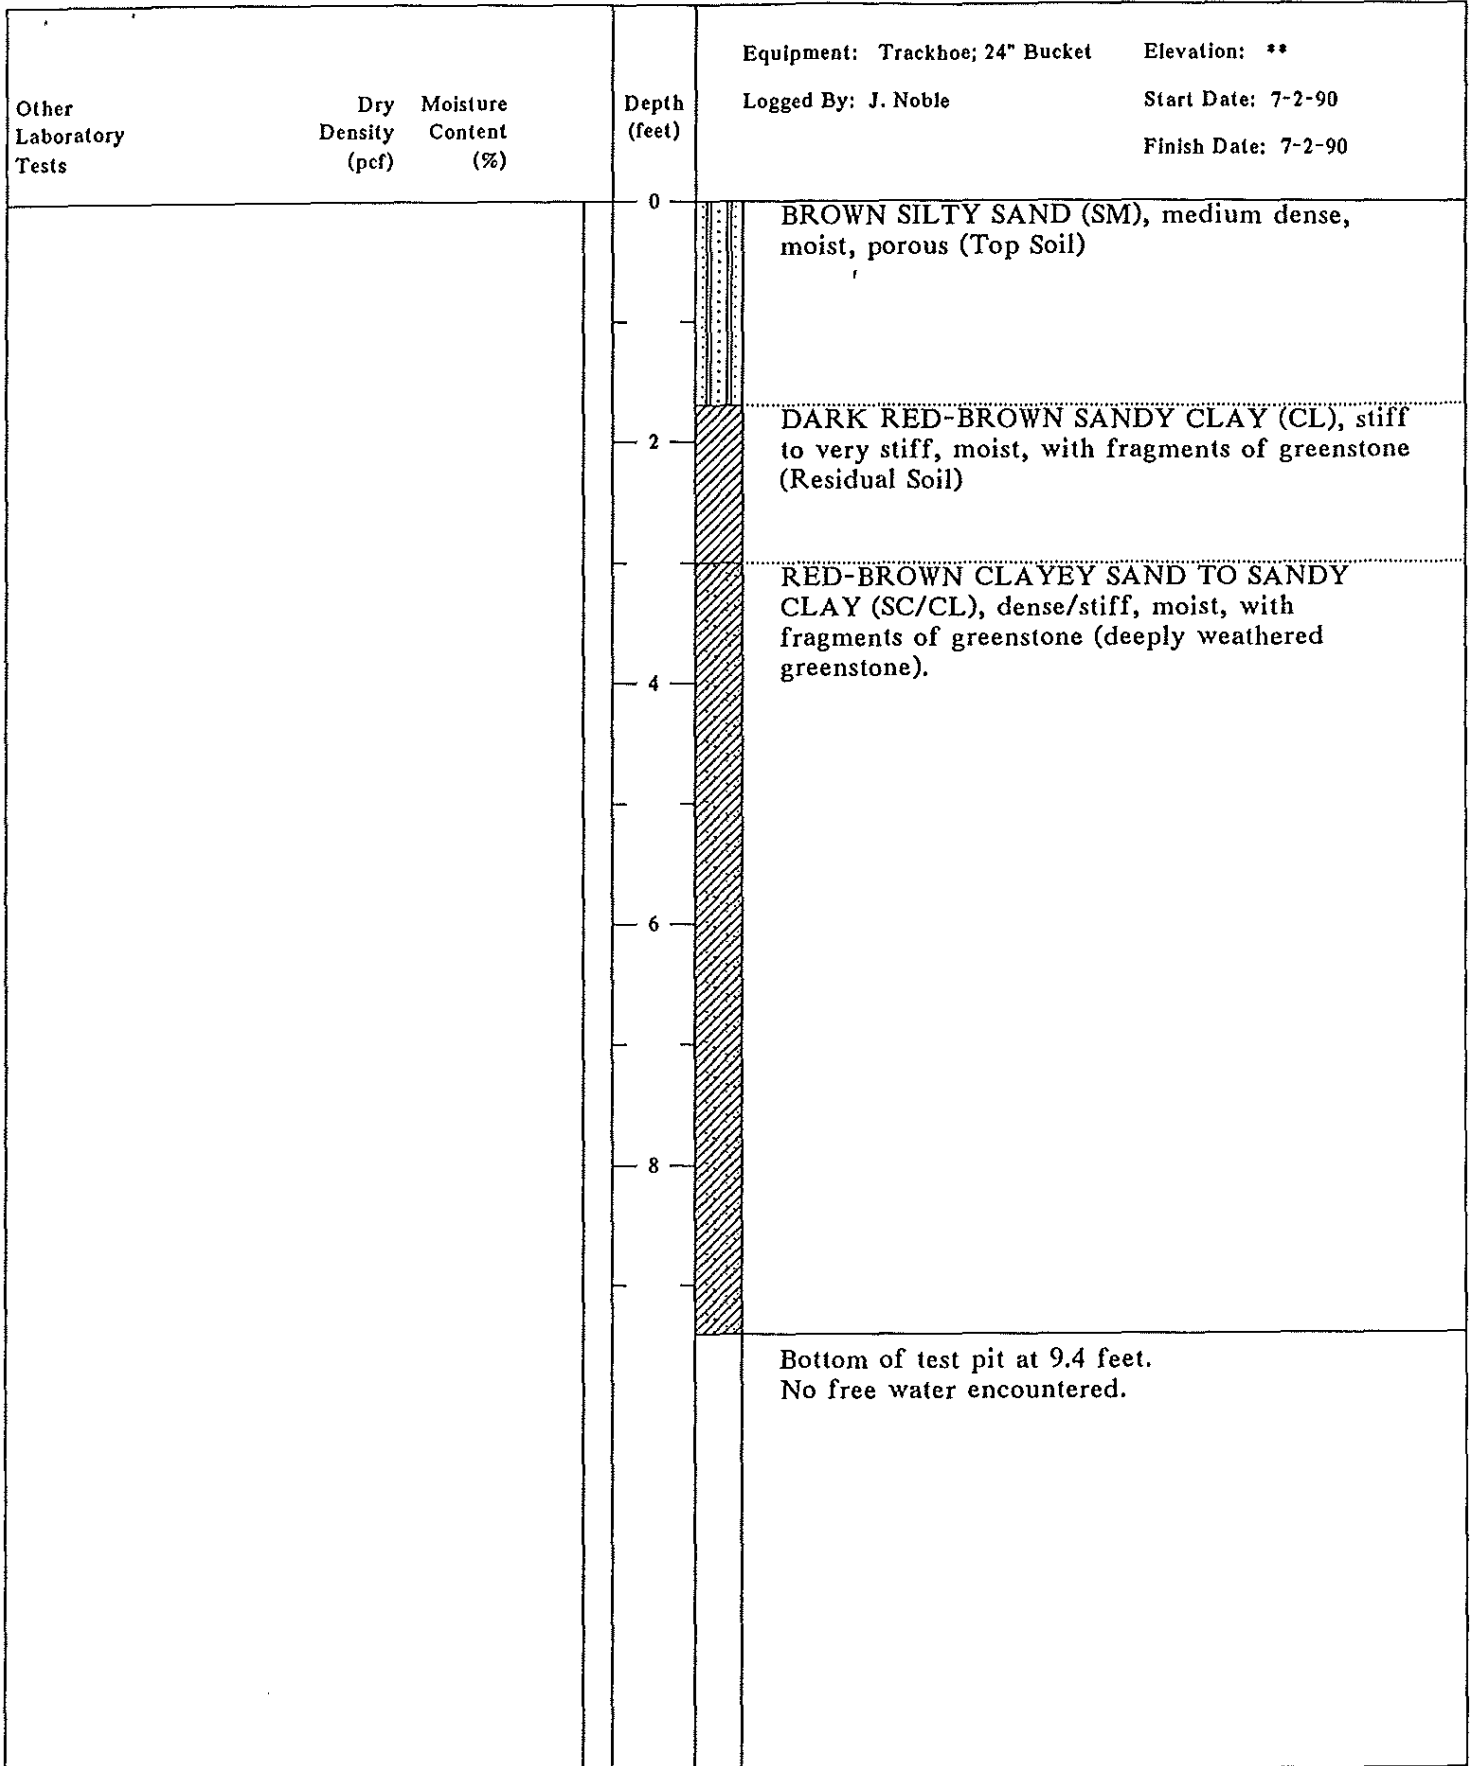 Other
Laboratory
Tests
Dry
Density
(pcf)
Moisture
Content
(%)
Depth
(feet)
Equipment: Trackhoe; 24" Bucket
Elevation: **
Logged By: J. Noble
Start Date: 7-2-90
Finish Date: 7-2-90
0
BROWN SILTY SAND (SM), medium dense,
moist, porous (Top Soil)
DARK RED-BROWN SANDY CLAY (CL), stiff
2
to very stiff, moist, with fragments of greenstone
(Residual Soil)
RED-BROWN CLAYEY SAND TO SANDY
CLAY (SC/CL), dense/stiff, moist, with
fragments of greenstone (deeply weathered
greenstone).
4
6
8
Bottom of test pit at 9.4 feet.
No free water encountered.